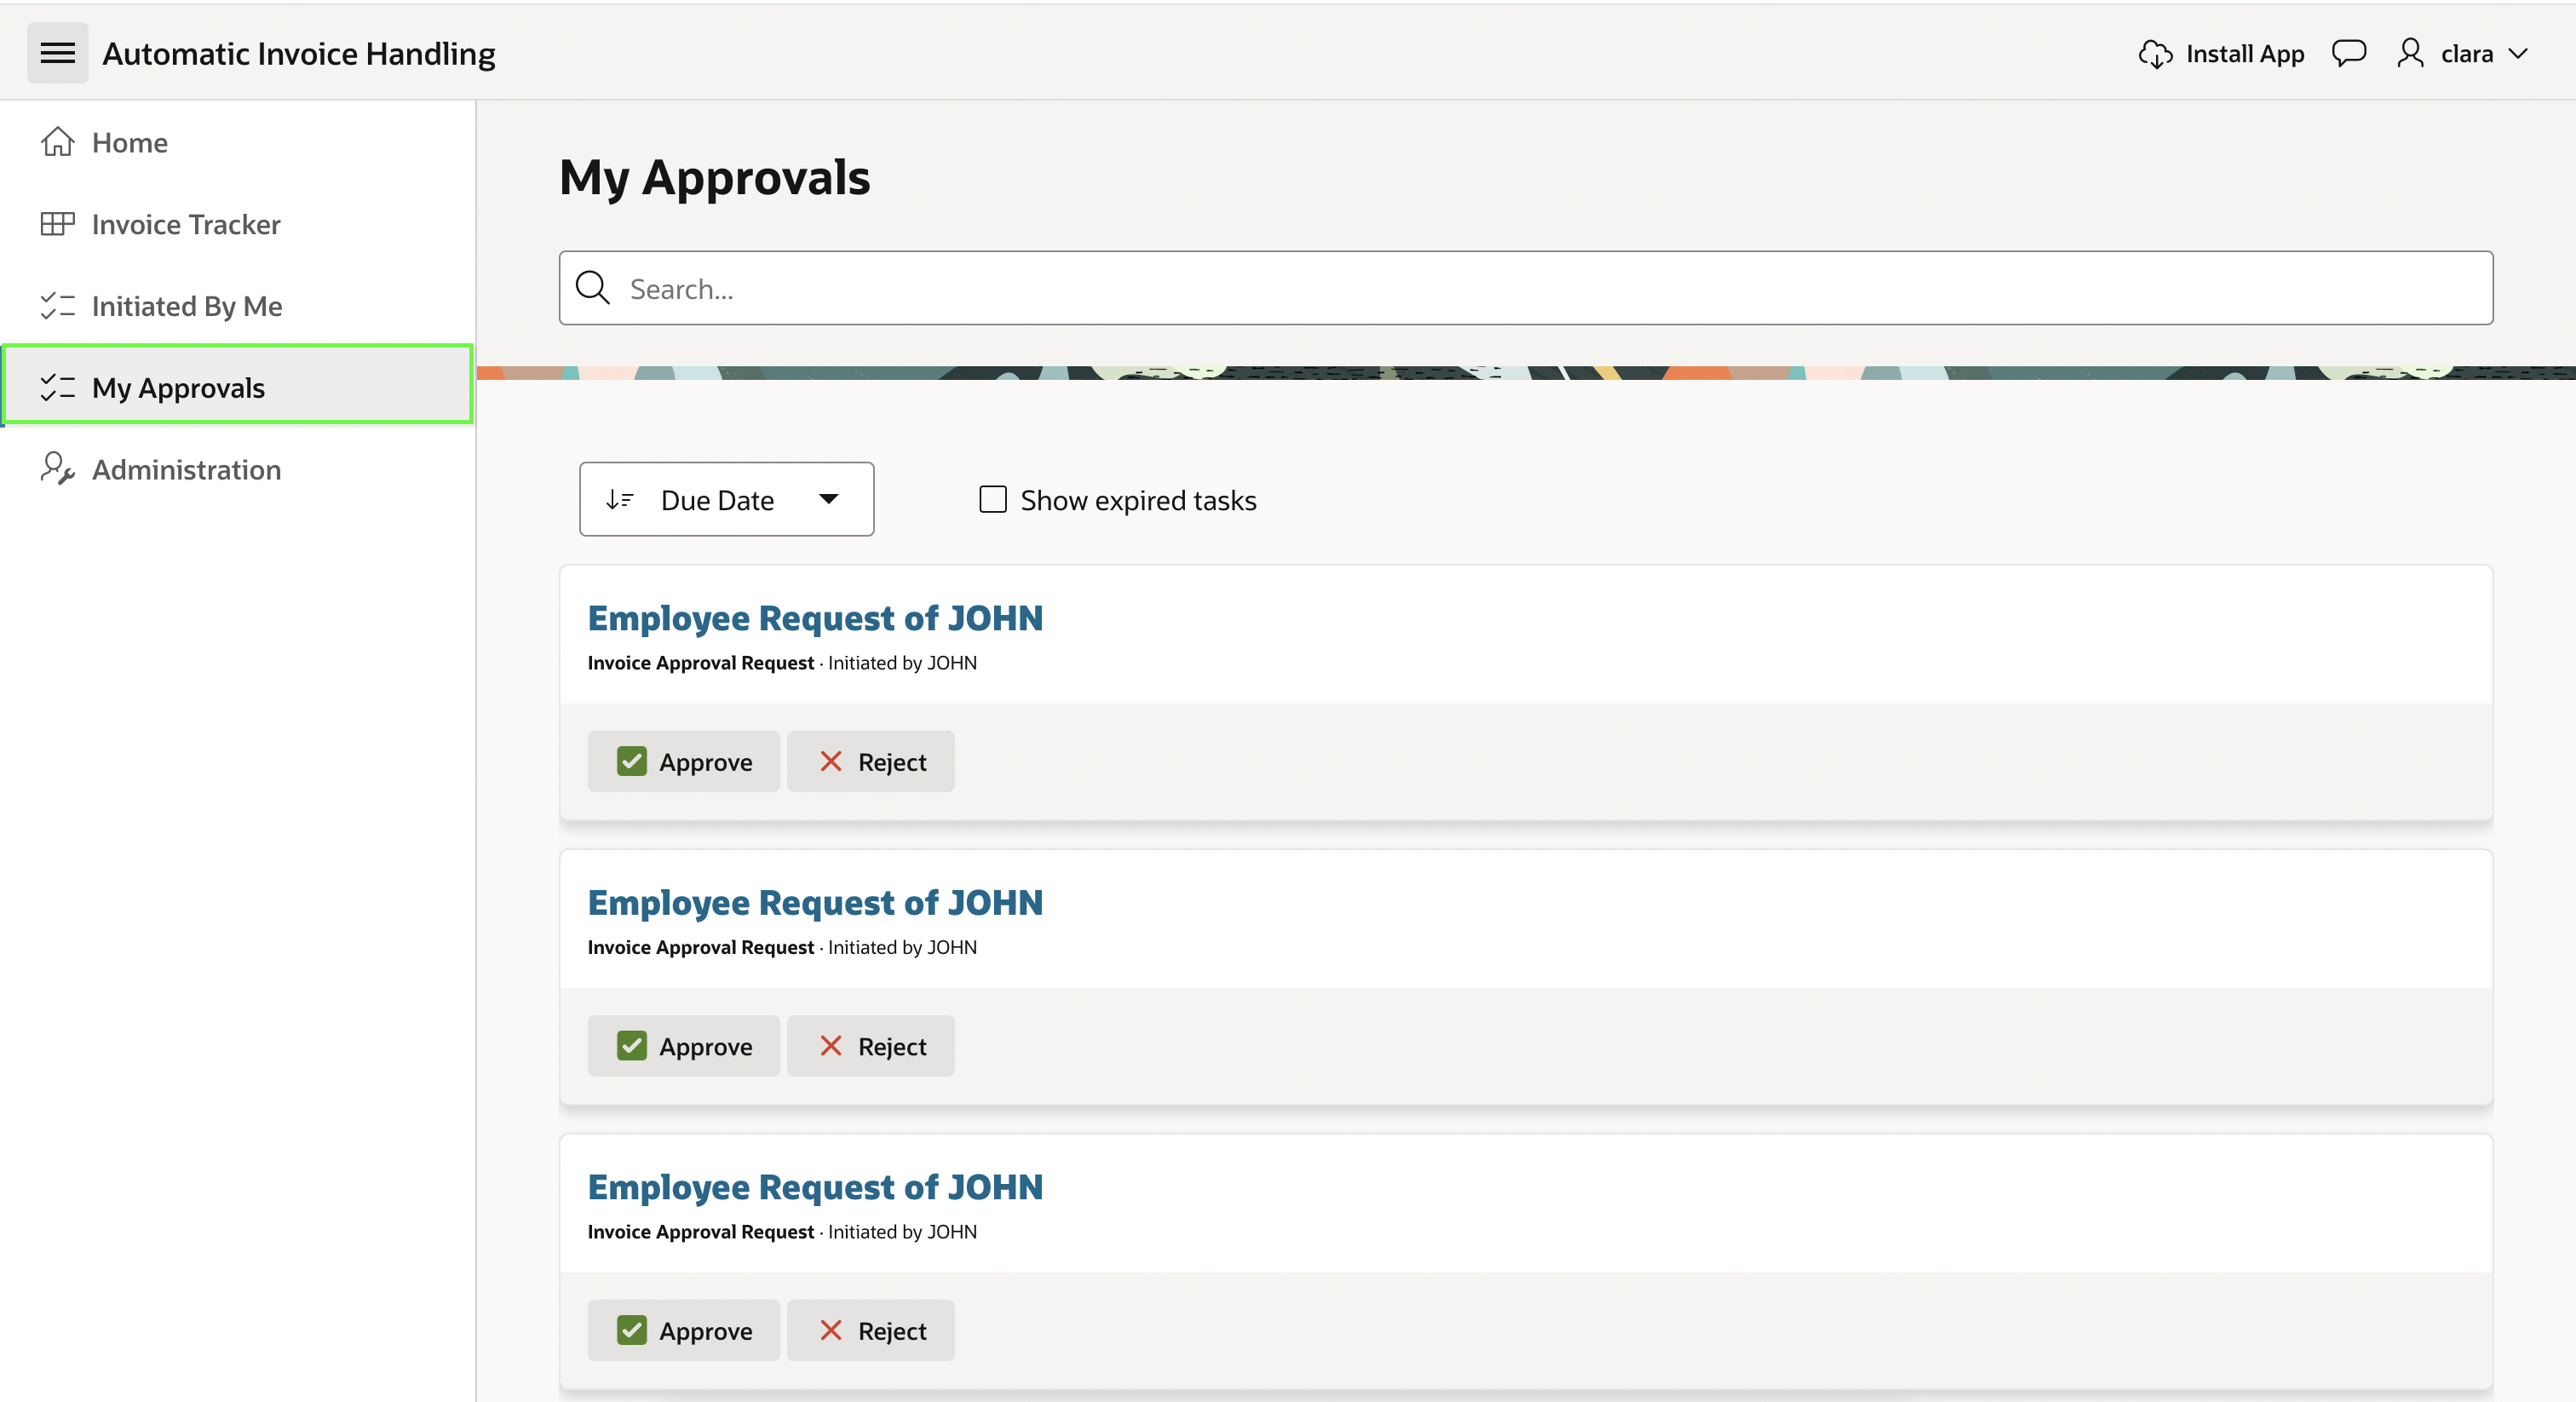 Automatic Invoice Handling
Install App
clara
Home
Invoice Tracker
Initiated By Me
My Approvals
Administration
My Approvals
Search...
Due Date
Show expired tasks
Employee Request of JOHN
Invoice Approval Request · Initiated by JOHN
Approve
Reject
Employee Request of JOHN
Invoice Approval Request · Initiated by JOHN
Approve
Reject
Employee Request of JOHN
Invoice Approval Request · Initiated by JOHN
Approve
Reject